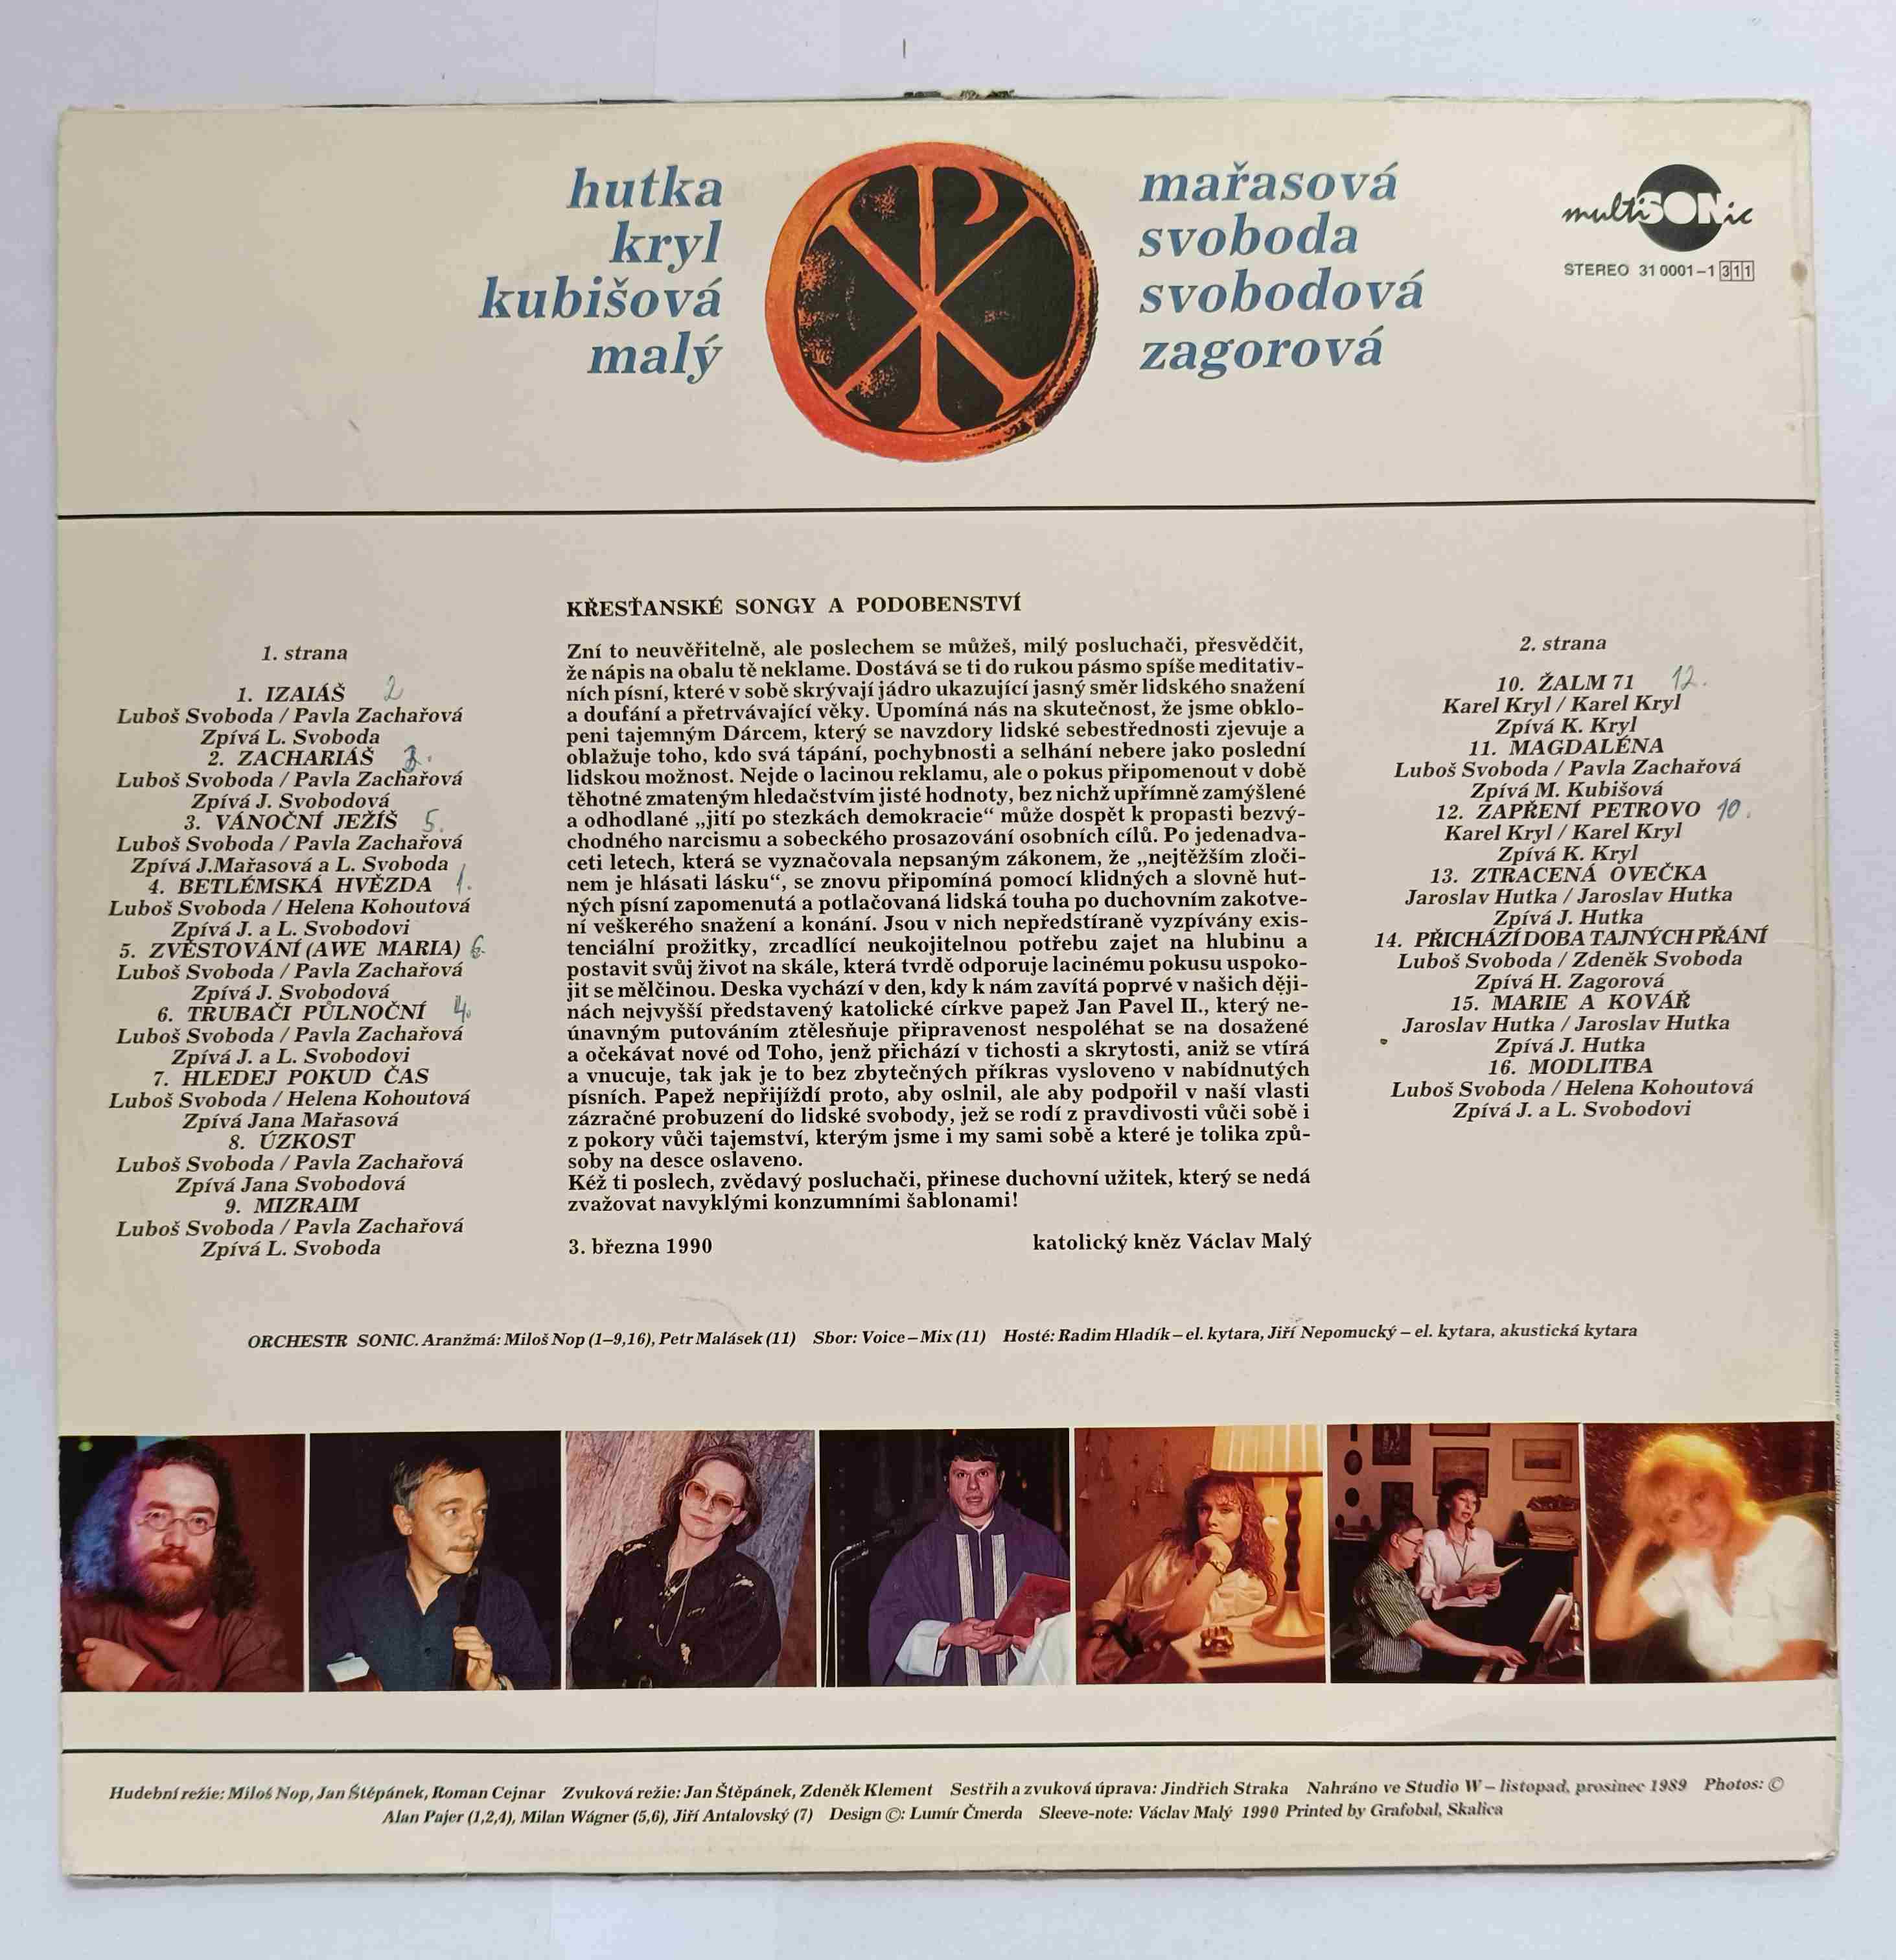 hutka
kryl
kubišová
malý
mařasová
svoboda
svobodová
zagorová
multiSONic
STEREO 31 0001–1 311
1. strana
1. IZAIÁŠ 2
Luboš Svoboda / Pavla Zachařová
Zpívá L. Svoboda
2. ZACHARIÁŠ 3.
Luboš Svoboda / Pavla Zachařová
Zpívá J. Svobodová
3. VÁNOČNÍ JEŽÍŠ 5.
Luboš Svoboda / Pavla Zachařová
Zpívá J.Mařasová a L. Svoboda
4. BETLÉMSKÁ HVĚZDA 1.
Luboš Svoboda / Helena Kohoutová
Zpívá J. a L. Svobodovi
5. ZVĚSTOVÁNÍ (AWE MARIA) 6.
Luboš Svoboda / Pavla Zachařová
Zpívá J. Svobodová
6. TRUBAČI PŮLNOČNÍ 4.
Luboš Svoboda / Pavla Zachařová
Zpívá J. a L. Svobodovi
7. HLEDEJ POKUD ČAS
Luboš Svoboda / Helena Kohoutová
Zpívá Jana Mařasová
8. ÚZKOST
Luboš Svoboda / Pavla Zachařová
Zpívá Jana Svobodová
9. MIZRAIM
Luboš Svoboda / Pavla Zachařová
Zpívá L. Svoboda
KŘESŤANSKÉ SONGY A PODOBENSTVÍ
Zní to neuvěřitelně, ale poslechem se můžeš, milý posluchači, přesvědčit,
že nápis na obalu tě neklame. Dostává se ti do rukou pásmo spíše meditativ-
ních písní, které v sobě skrývají jádro ukazující jasný směr lidského snažení
a doufání a přetrvávající věky. Upomíná nás na skutečnost, že jsme obklo-
peni tajemným Dárcem, který se navzdory lidské sebestřednosti zjevuje a
oblažuje toho, kdo svá tápání, pochybnosti a selhání nebere jako poslední
lidskou možnost. Nejde o lacinou reklamu, ale o pokus připomenout v době
těhotné zmateným hledačstvím jisté hodnoty, bez nichž upřímně zamýšlené
a odhodlané „jití po stezkách demokracie“ může dospět k propasti bezvý-
chodného narcismu a sobeckého prosazování osobních cílů. Po jedenadva-
ceti letech, která se vyznačovala nepsaným zákonem, že „nejtěžším zloči-
nem je hlásati lásku“, se znovu připomíná pomocí klidných a slovně hut-
ných písní zapomenutá a potlačovaná lidská touha po duchovním zakotve-
ní veškerého snažení a konání. Jsou v nich nepředstíraně vyzpívány exis-
tenciální prožitky, zrcadlící neukojitelnou potřebu zajet na hlubinu a
postavit svůj život na skále, která tvrdě odporuje lacinému pokusu uspoko-
jit se mělčinou. Deska vychází v den, kdy k nám zavítá poprvé v našich ději-
nách nejvyšší představený katolické církve papež Jan Pavel II., který ne-
únavným putováním ztělesňuje připravenost nespoléhat se na dosažené
a očekávat nové od Toho, jenž přichází v tichosti a skrytosti, aniž se vtírá
a vnucuje, tak jak je to bez zbytečných příkras vysloveno v nabídnutých
písních. Papež nepřijíždí proto, aby oslnil, ale aby podpořil v naší vlasti
zázračné probuzení do lidské svobody, jež se rodí z pravdivosti vůči sobě i
z pokory vůči tajemství, kterým jsme i my sami sobě a které je tolika způ-
soby na desce oslaveno.
Kéž ti poslech, zvědavý posluchači, přinese duchovní užitek, který se nedá
zvažovat navyklými konzumními šablonami!
3. března 1990 katolický kněz Václav Malý
2. strana
10. ŽALM 71 12.
Karel Kryl / Karel Kryl
Zpívá K. Kryl
11. MAGDALÉNA
Luboš Svoboda / Pavla Zachařová
Zpívá M. Kubišová
12. ZAPŘENÍ PETROVO 10.
Karel Kryl / Karel Kryl
Zpívá K. Kryl
13. ZTRACENÁ OVEČKA
Jaroslav Hutka / Jaroslav Hutka
Zpívá J. Hutka
14. PŘICHÁZÍ DOBA TAJNÝCH PŘÁNÍ
Luboš Svoboda / Zdeněk Svoboda
Zpívá H. Zagorová
15. MARIE A KOVÁŘ
Jaroslav Hutka / Jaroslav Hutka
Zpívá J. Hutka
16. MODLITBA
Luboš Svoboda / Helena Kohoutová
Zpívá J. a L. Svobodovi
ORCHESTR SONIC. Aranžmá: Miloš Nop (1–9,16), Petr Malásek (11) Sbor: Voice–Mix (11) Hosté: Radim Hladík – el. kytara, Jiří Nepomucký – el. kytara, akustická kytara
Hudební režie: Miloš Nop, Jan Štěpánek, Roman Cejnar Zvuková režie: Jan Štěpánek, Zdeněk Klement Sestřih a zvuková úprava: Jindřich Straka Nahráno ve Studio W – listopad, prosinec 1989 Photos: ©
Alan Pajer (1,2,4), Milan Wágner (5,6), Jiří Antalovský (7) Design ©: Lumír Čmerda Sleeve-note: Václav Malý 1990 Printed by Grafobal, Skalica